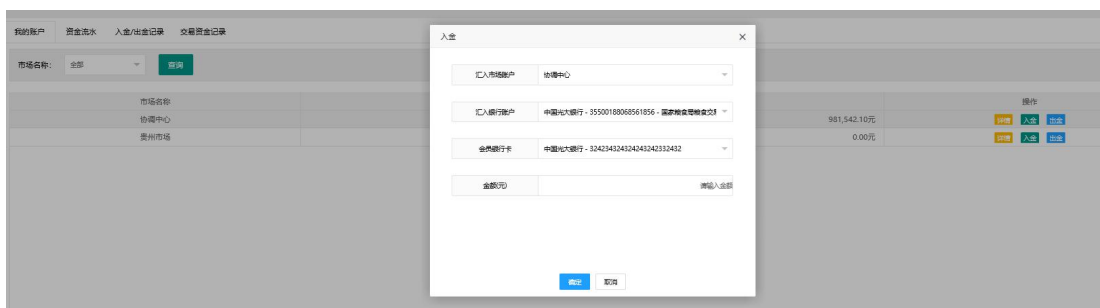 我的账户 资金流水 入金/出金记录 交易资金记录
市场名称: 全部 查询
市场名称 操作
协调中心 981,542.10元 详情 入金 出金
贵州市场 0.00元 详情 入金 出金
入金 ×
汇入市场账户 协调中心
汇入银行账户 中国光大银行 - 35500188068561856 - 国家粮食局粮食交易
会员银行卡 中国光大银行 - 324234324324243242332432
金额(元) 请输入金额
确定 取消